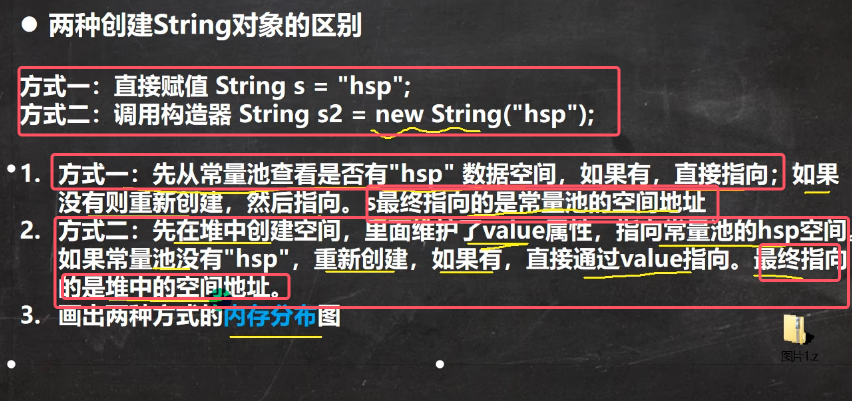 ● 两种创建String对象的区别
方式一：直接赋值 String s = "hsp";
方式二：调用构造器 String s2 = new String("hsp");
1. 方式一：先从常量池查看是否有"hsp" 数据空间，如果有，直接指向；如果
没有则重新创建，然后指向。s最终指向的是常量池的空间地址
2. 方式二：先在堆中创建空间，里面维护了value属性，指向常量池的hsp空间。
如果常量池没有"hsp"，重新创建，如果有，直接通过value指向。最终指向
的是堆中的空间地址。
3. 画出两种方式的内存分布图
图片1.z